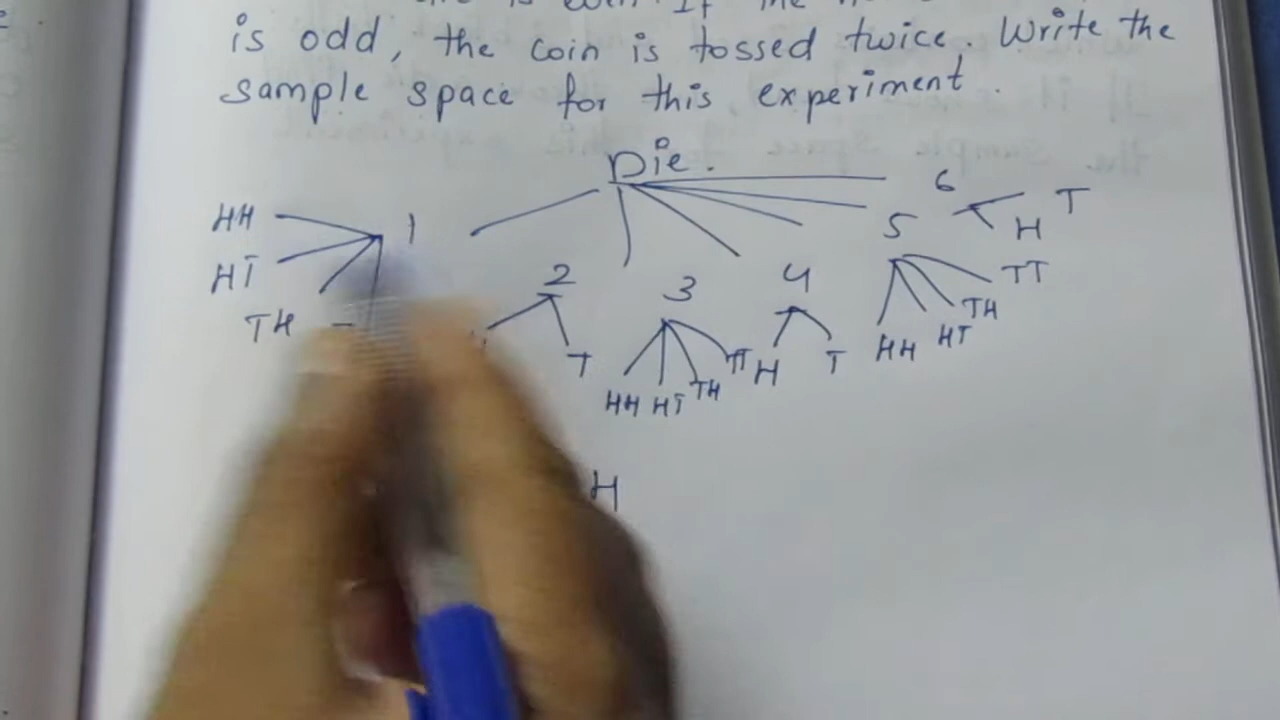 is odd, the coin is tossed twice. Write the
sample space for this experiment.
Die.
6 T
HH 1 5 H
HT 2 3 4 TT
TH TH
T HH HT TH TT H T HH HT
H